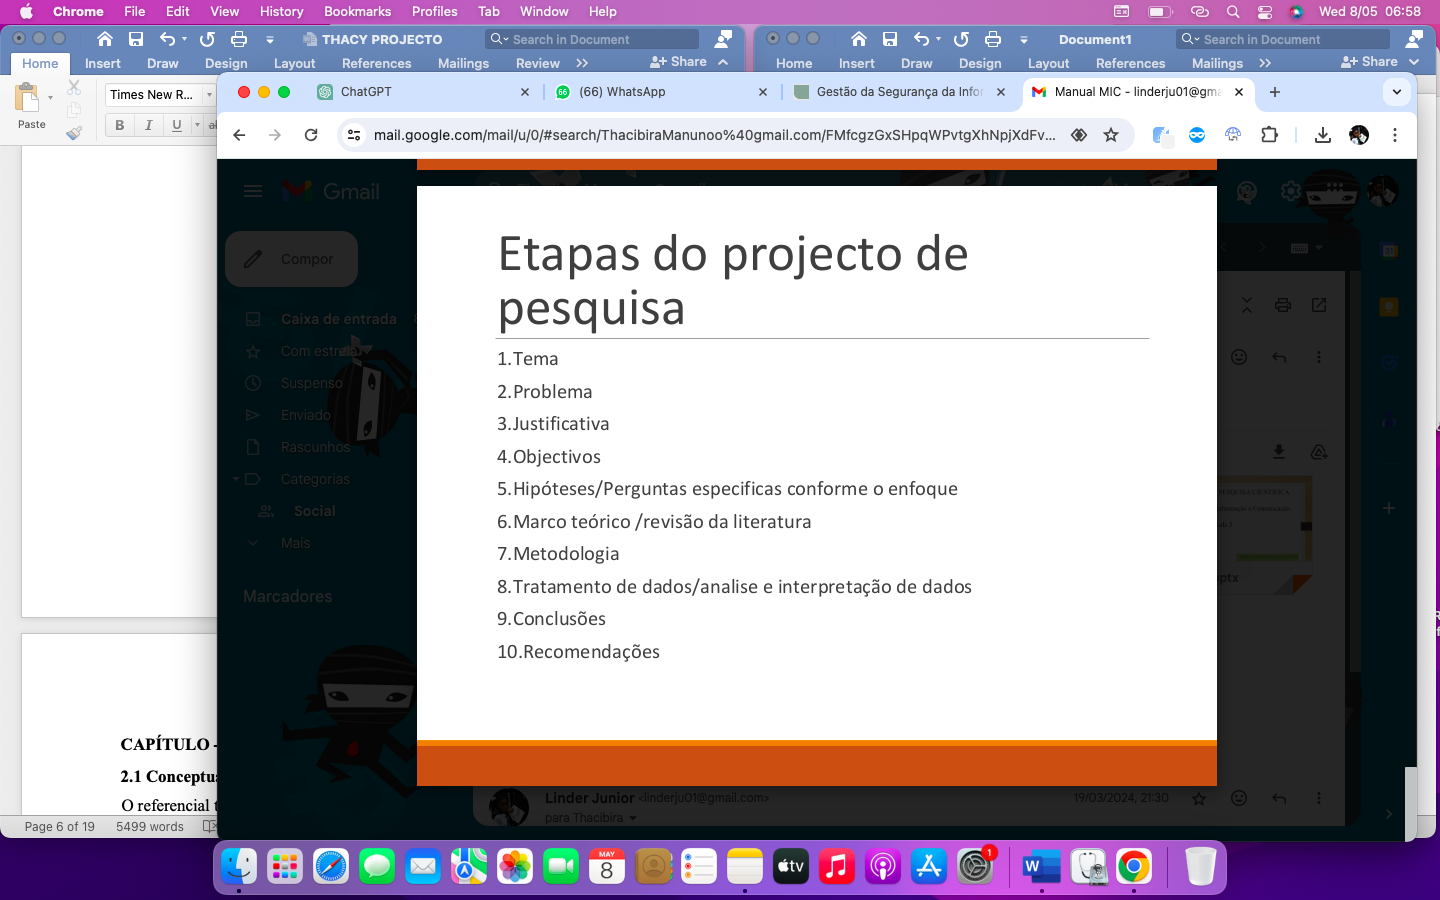 Chrome File Edit View History Bookmarks Profiles Tab Window Help Wed 8/05 06:58
THACY PROJECTO Search in Document
Document1 Search in Document
Home Insert Draw Design Layout References Mailings Review Share
Home Insert Draw Design Layout References Mailings Share
Times New R...
Paste
B I U
ChatGPT
(66) WhatsApp
Gestão da Segurança da Infor
Manual MIC - linderju01@gma
mail.google.com/mail/u/0/#search/ThacibiraManunoo%40gmail.com/FMfcgzGxSHpqWPvtgXhNpjXdFv...
Gmail
Compor
Caixa de entrada
Com estrela
Suspenso
Enviado
Rascunhos
Categorias
Social
Mais
Marcadores
Etapas do projecto de
pesquisa
1.Tema
2.Problema
3.Justificativa
4.Objectivos
5.Hipóteses/Perguntas especificas conforme o enfoque
6.Marco teórico /revisão da literatura
7.Metodologia
8.Tratamento de dados/analise e interpretação de dados
9.Conclusões
10.Recomendações
Linder Junior <linderju01@gmail.com>
19/03/2024, 21:30
para Thacibira
CAPÍTULO -
2.1 Conceptua
O referencial t
Page 6 of 19 5499 words
MAY
8
tv
1